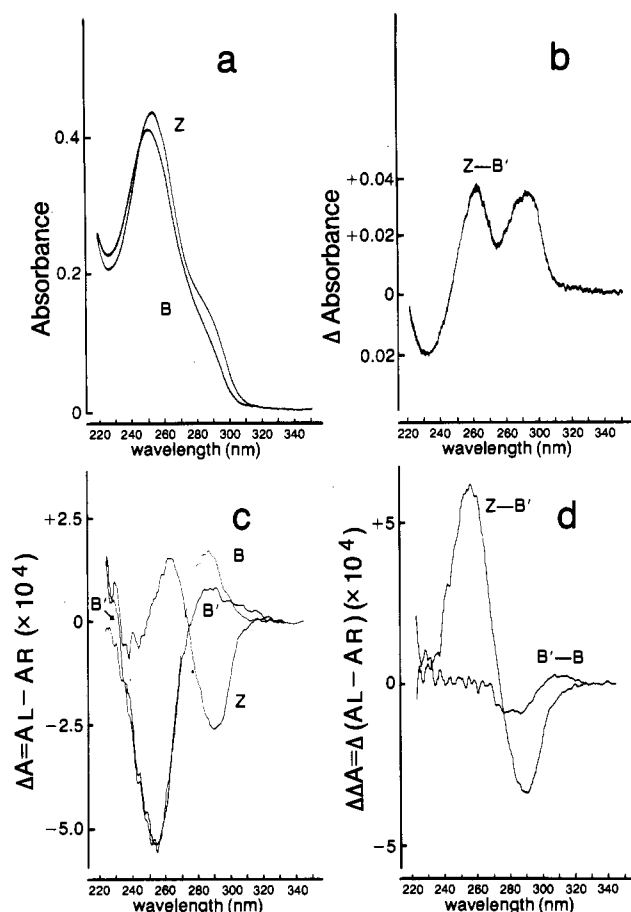 a
Absorbance
0.4
0.2
0
Z
B
220 240 260 280 300 320 340
wavelength (nm)
b
Δ Absorbance
+0.04
+0.02
0
0.02
Z—B'
220 240 260 280 300 320 340
wavelength (nm)
c
ΔA=AL−AR (×10⁴)
+2.5
0
−2.5
−5.0
B
B'
B'
Z
220 240 260 280 300 320 340
wavelength (nm)
d
ΔΔA=Δ(AL−AR)(×10⁴)
+5
0
−5
Z—B'
B'—B
220 240 260 280 300 320 340
wavelength (nm)